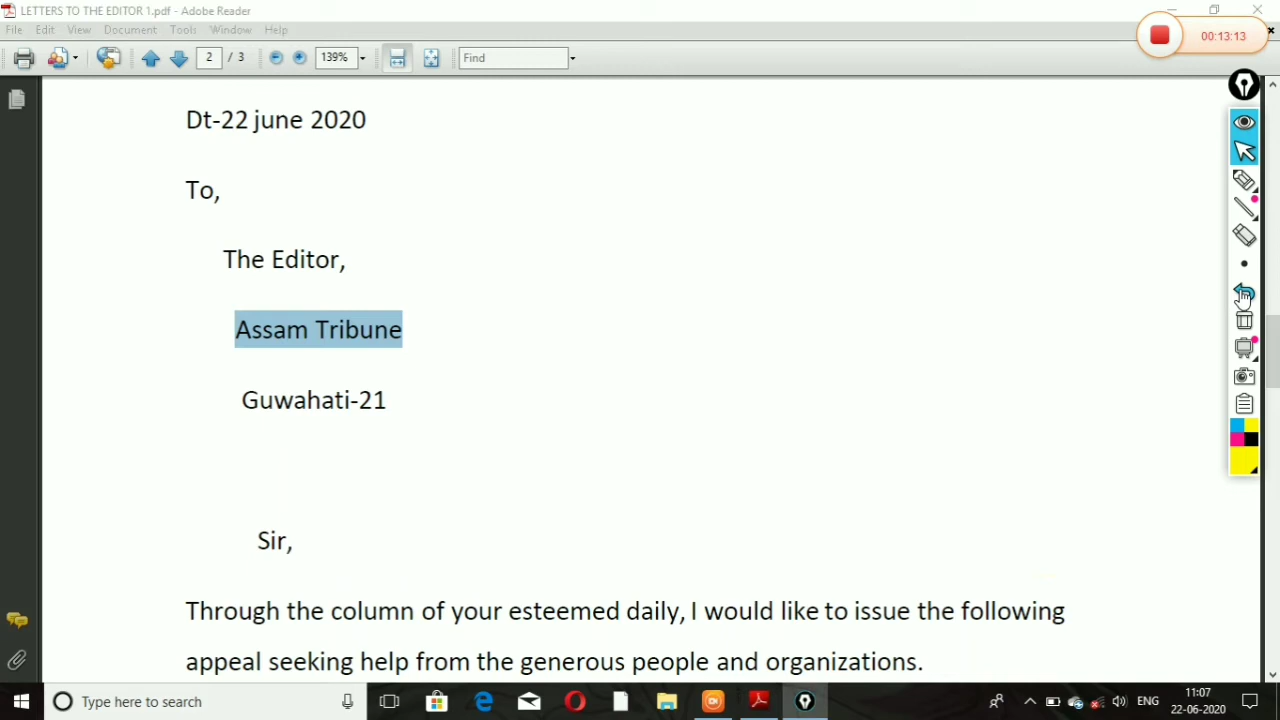 LETTERS TO THE EDITOR 1.pdf - Adobe Reader
File Edit View Document Tools Window Help
2 / 3 139% Find
00:13:13
Dt-22 june 2020
To,
The Editor,
Assam Tribune
Guwahati-21
Sir,
Through the column of your esteemed daily, I would like to issue the following
appeal seeking help from the generous people and organizations.
Type here to search
ENG
11:07
22-06-2020